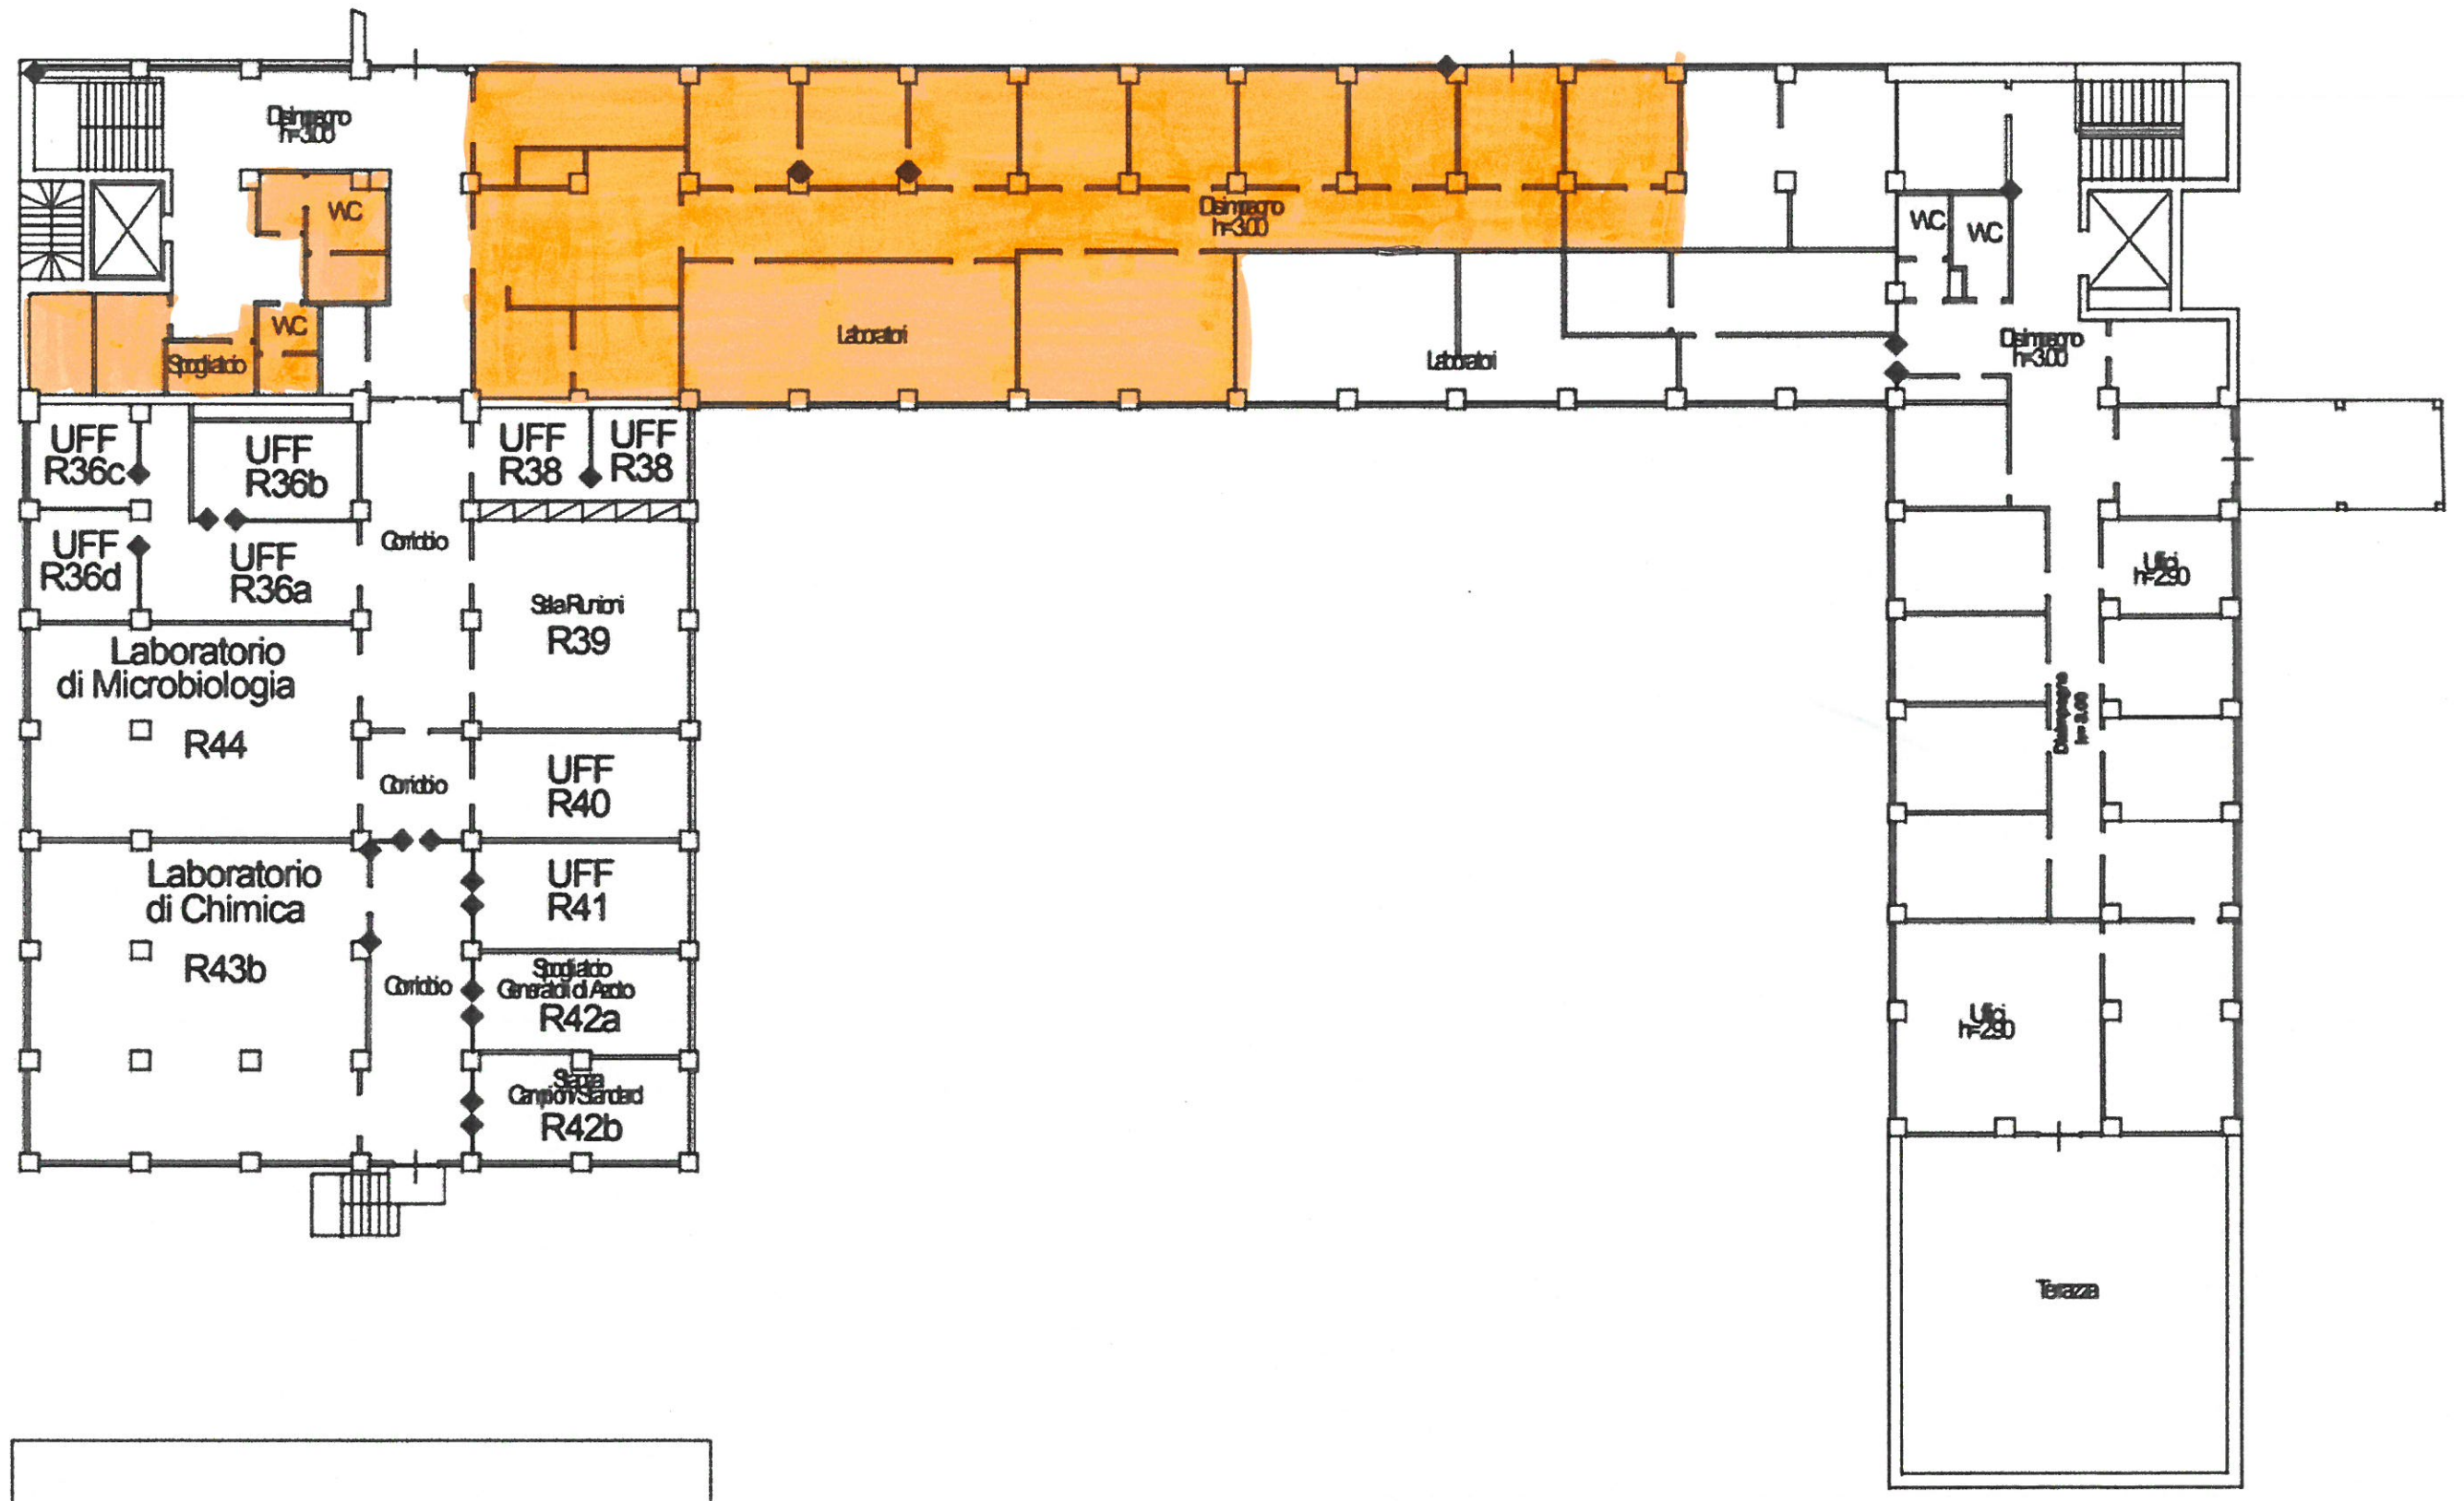 Disimpegno
h=3.00
WC
WC
Spogliatoio
Disimpegno
h=3.00
Laboratori
Laboratori
WC
WC
Disimpegno
h=3.00
UFF
R36c
UFF
R36b
UFF
R38
UFF
R38
UFF
R36d
UFF
R36a
Corridoio
Sala Riunioni
R39
Uffici
h=2.90
Laboratorio
di Microbiologia
R44
Corridoio
UFF
R40
Disimpegno
h=3.00
Laboratorio
di Chimica
R43b
Corridoio
UFF
R41
Spogliatoio
Generatori di Azoto
R42a
Stanza
Campioni/Standard
R42b
Uffici
h=2.90
Terrazza